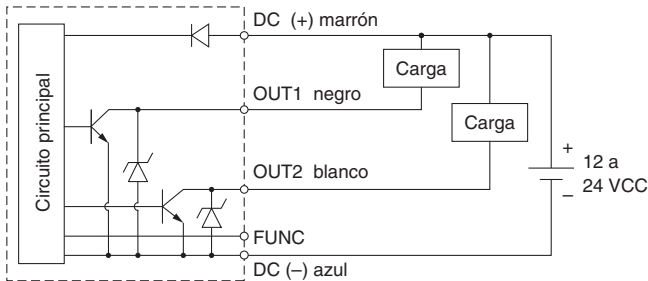 DC (+) marrón
Carga
OUT1 negro
Carga
Circuito principal
+
12 a
24 VCC
–
OUT2 blanco
FUNC
DC (–) azul